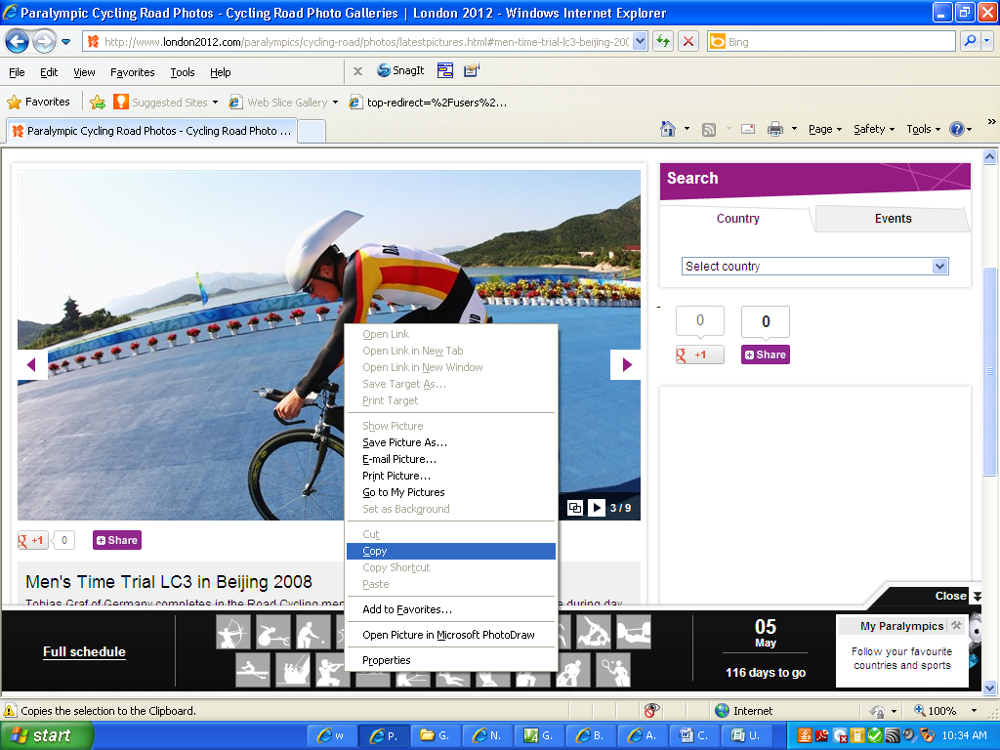 Paralympic Cycling Road Photos - Cycling Road Photo Galleries | London 2012 - Windows Internet Explorer
http://www.london2012.com/paralympics/cycling-road/photos/latestpictures.html#men-time-trial-lc3-beijing-200
Bing
File Edit View Favorites Tools Help
x SnagIt
Favorites
Suggested Sites
Web Slice Gallery
top-redirect=%2Fusers%2...
Paralympic Cycling Road Photos - Cycling Road Photo ...
Page Safety Tools
Search
Country
Events
Select country
0
0
g +1
Share
Open Link
Open Link in New Tab
Open Link in New Window
Save Target As...
Print Target
Show Picture
Save Picture As...
E-mail Picture...
Print Picture...
Go to My Pictures
Set as Background
Cut
Copy
Copy Shortcut
Paste
Add to Favorites...
Open Picture in Microsoft PhotoDraw
Properties
3 / 9
g +1
0
Share
Men's Time Trial LC3 in Beijing 2008
Tobias Graf of Germany completes in the Road Cycling
during day
Close
Full schedule
05
May
116 days to go
My Paralympics
Follow your favourite
countries and sports
Copies the selection to the Clipboard.
Internet
100%
start
w
P.
G.
N.
G.
B.
A.
C.
U.
10:34 AM